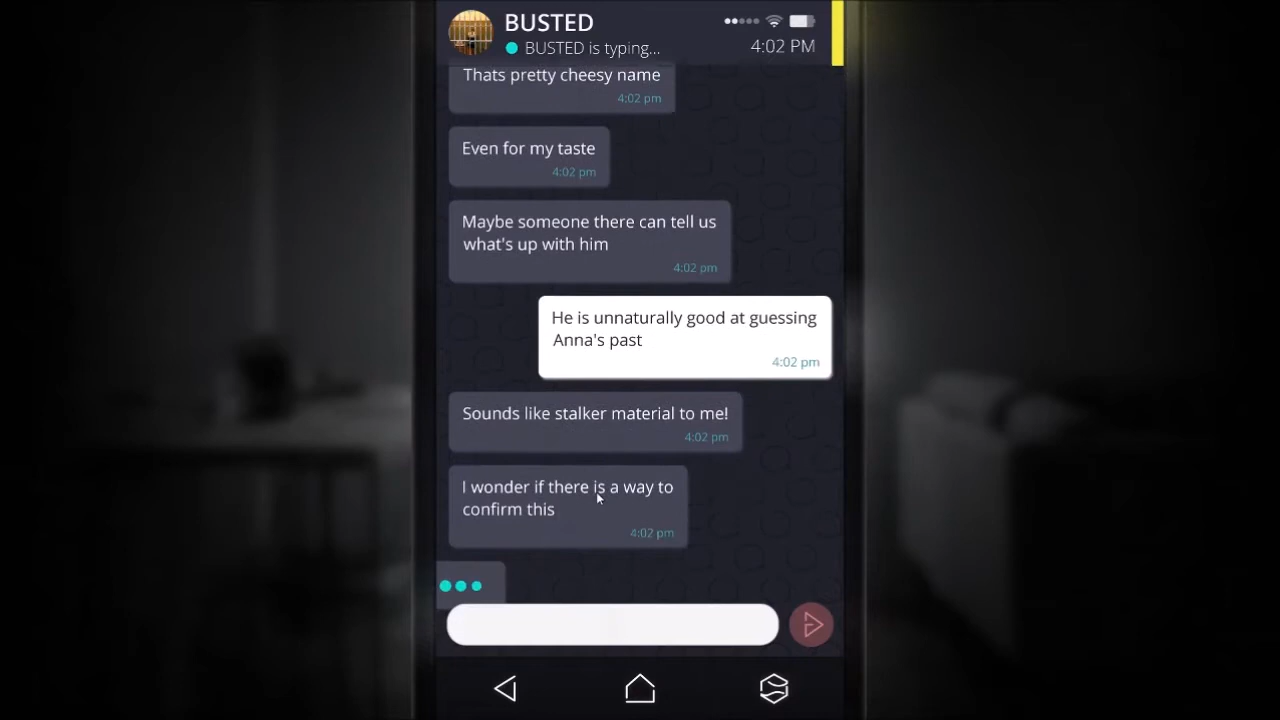 BUSTED
BUSTED is typing...
4:02 PM
Thats pretty cheesy name
4:02 pm
Even for my taste
4:02 pm
Maybe someone there can tell us
what's up with him
4:02 pm
He is unnaturally good at guessing
Anna's past
4:02 pm
Sounds like stalker material to me!
4:02 pm
I wonder if there is a way to
confirm this
4:02 pm